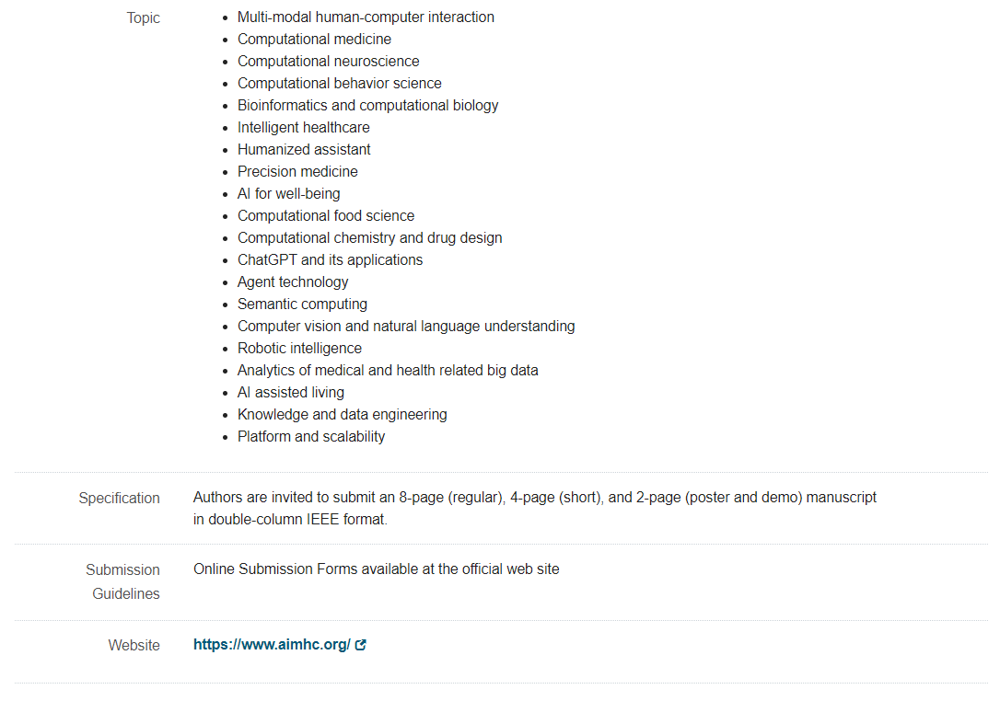 Topic
• Multi-modal human-computer interaction
• Computational medicine
• Computational neuroscience
• Computational behavior science
• Bioinformatics and computational biology
• Intelligent healthcare
• Humanized assistant
• Precision medicine
• AI for well-being
• Computational food science
• Computational chemistry and drug design
• ChatGPT and its applications
• Agent technology
• Semantic computing
• Computer vision and natural language understanding
• Robotic intelligence
• Analytics of medical and health related big data
• AI assisted living
• Knowledge and data engineering
• Platform and scalability
Specification
Authors are invited to submit an 8-page (regular), 4-page (short), and 2-page (poster and demo) manuscript
in double-column IEEE format.
Submission
Guidelines
Online Submission Forms available at the official web site
Website
https://www.aimhc.org/